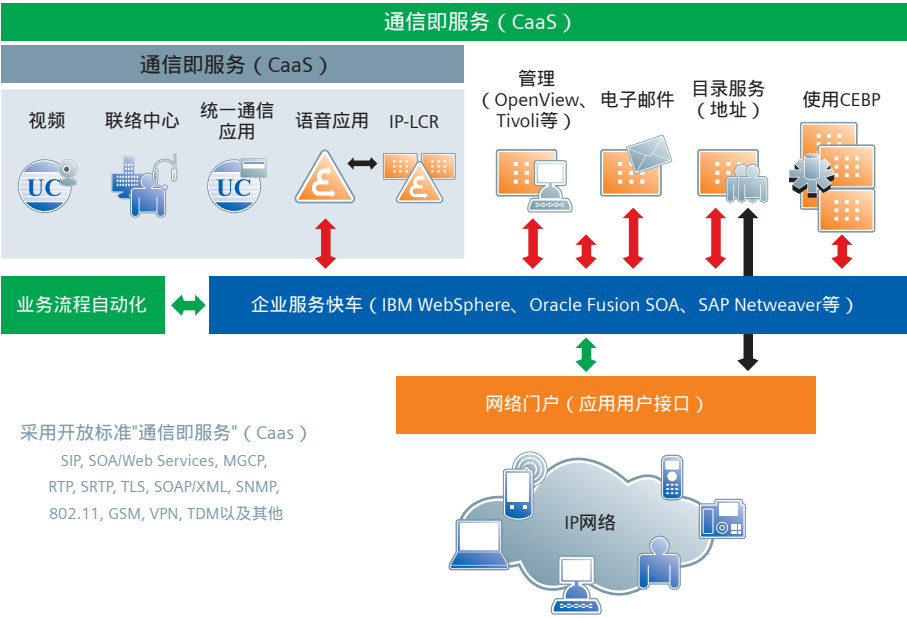 通信即服务（CaaS）
通信即服务（CaaS）
视频
联络中心
统一通信
应用
语音应用
IP-LCR
管理
（OpenView、
Tivoli等）
电子邮件
目录服务
（地址）
使用CEBP
UC
UC
业务流程自动化
企业服务快车（IBM WebSphere、Oracle Fusion SOA、SAP Netweaver等）
网络门户（应用用户接口）
采用开放标准"通信即服务"（Caas）
SIP, SOA/Web Services, MGCP,
RTP, SRTP, TLS, SOAP/XML, SNMP,
802.11, GSM, VPN, TDM以及其他
IP网络